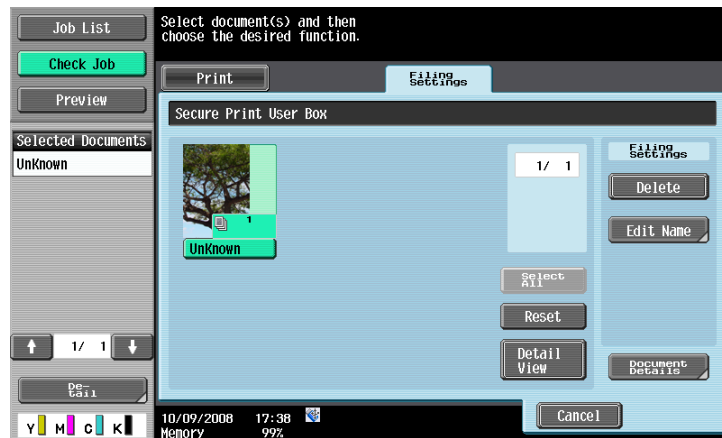 Job List
Check Job
Preview
Selected Documents
UnKnown
1/ 1
De-
tail
Y M C K
Select document(s) and then
choose the desired function.
Print
Filing
Settings
Secure Print User Box
1
UnKnown
1/ 1
Select
All
Reset
Detail
View
Filing
Settings
Delete
Edit Name
Document
Details
10/09/2008 17:38
Memory 99%
Cancel